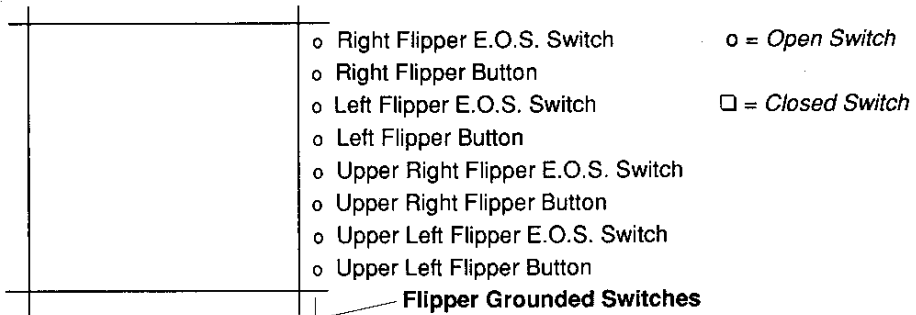 o Right Flipper E.O.S. Switch o = Open Switch
o Right Flipper Button
o Left Flipper E.O.S. Switch ❏ = Closed Switch
o Left Flipper Button
o Upper Right Flipper E.O.S. Switch
o Upper Right Flipper Button
o Upper Left Flipper E.O.S. Switch
o Upper Left Flipper Button
Flipper Grounded Switches